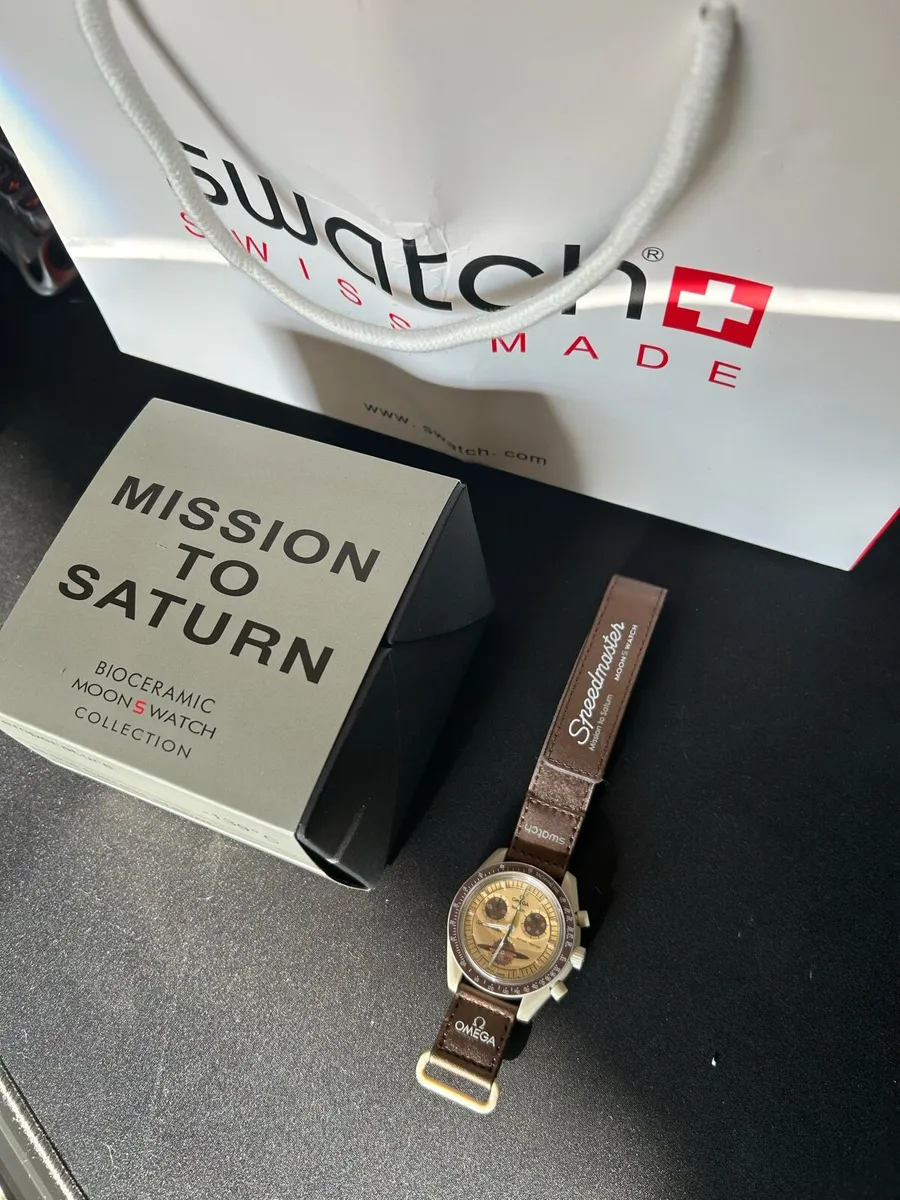 swatch®
SWISS MADE
www.swatch.com
MISSION
TO
SATURN
BIOCERAMIC
MOONSWATCH
COLLECTION
Speedmaster
MOONSWATCH
Mission to Saturn
swatch
OMEGA
Ω
OMEGA